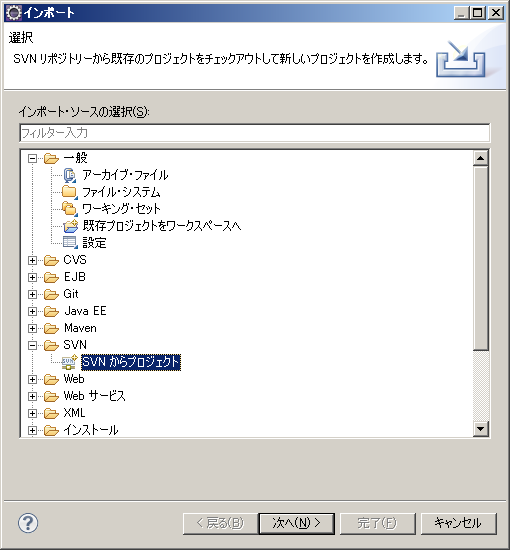 インポート
選択
SVN リポジトリーから既存のプロジェクトをチェックアウトして新しいプロジェクトを作成します。
インポート・ソースの選択(S):
フィルター入力
一般
アーカイブ・ファイル
ファイル・システム
ワーキング・セット
既存プロジェクトをワークスペースへ
設定
CVS
EJB
Git
Java EE
Maven
SVN
SVN からプロジェクト
Web
Web サービス
XML
インストール
< 戻る(B) 次へ(N) > 完了(F) キャンセル